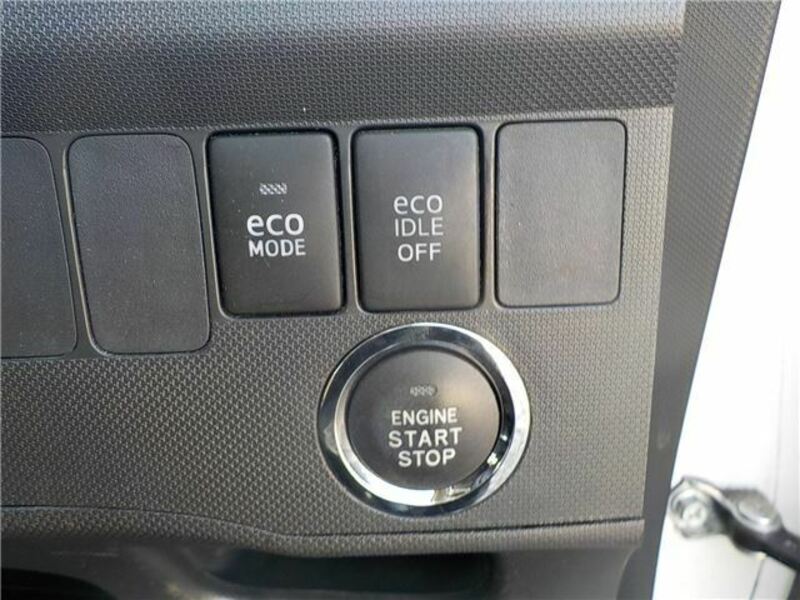 eco
MODE
eco
IDLE
OFF
ENGINE
START
STOP